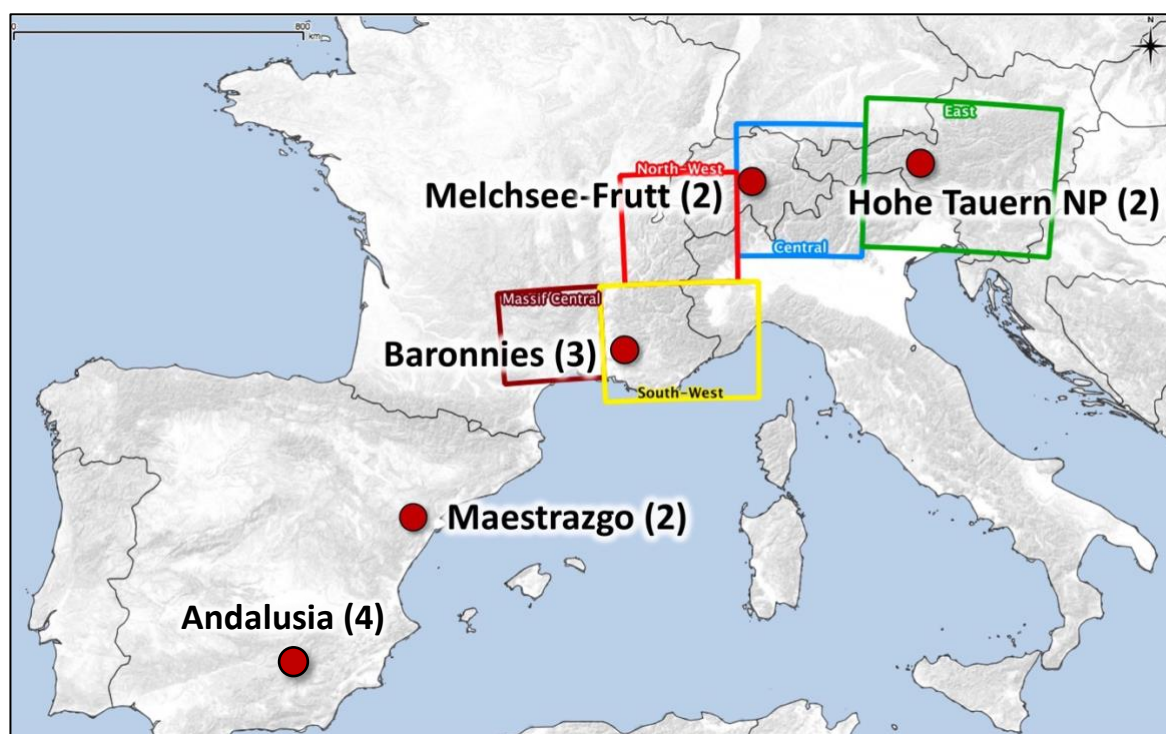 0 800
km
N
East
North-West
Melchsee-Frutt (2)
Hohe Tauern NP (2)
Central
Massif Central
Baronnies (3)
South-West
Maestrazgo (2)
Andalusia (4)